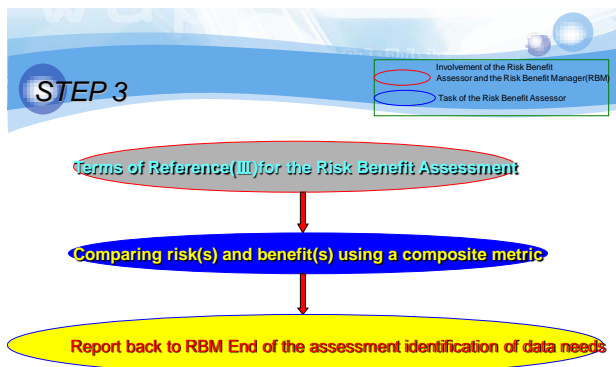 STEP 3
Involvement of the Risk Benefit
Assessor and the Risk Benefit Manager(RBM)
Task of the Risk Benefit Assessor
Terms of Reference(Ⅲ)for the Risk Benefit Assessment
Comparing risk(s) and benefit(s) using a composite metric
Report back to RBM End of the assessment identification of data needs